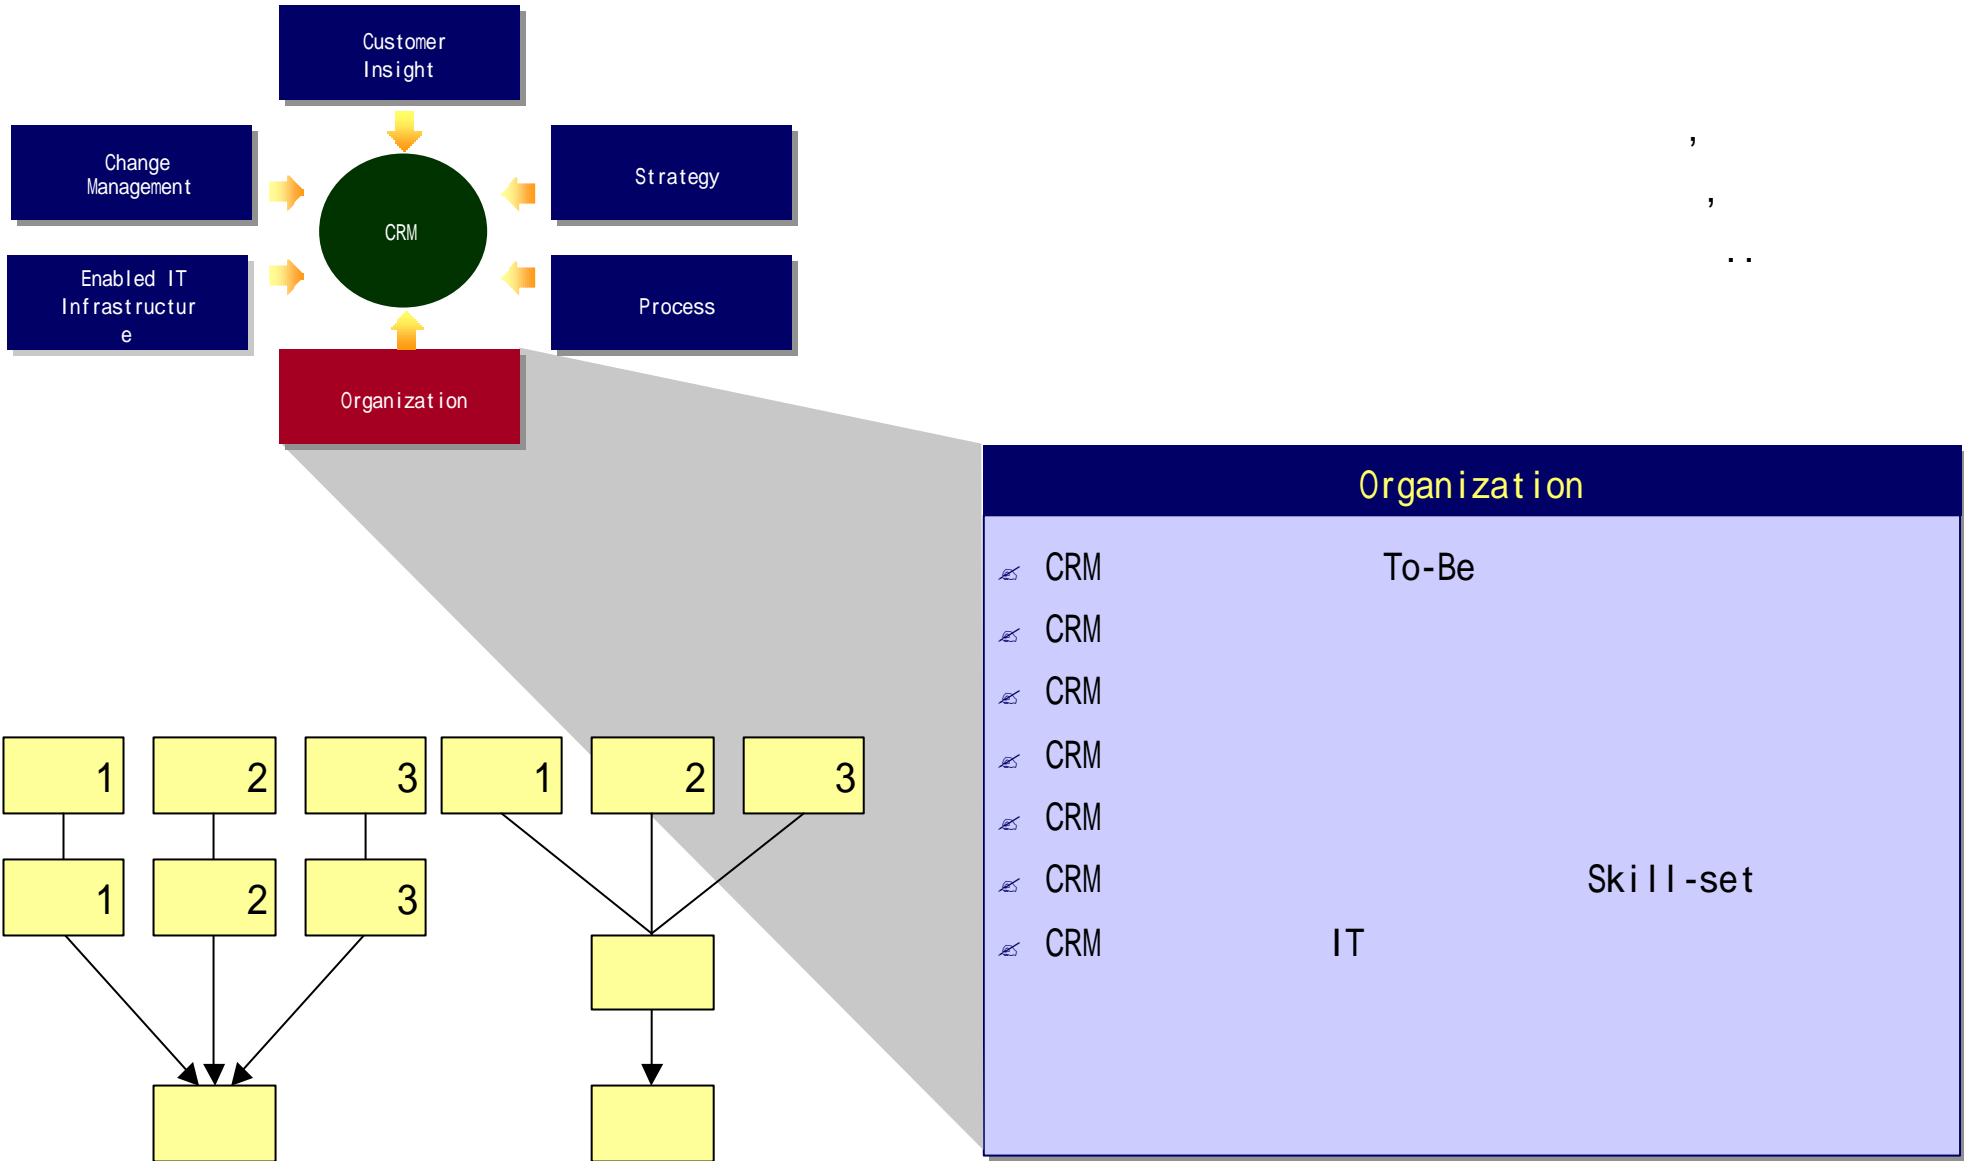 Customer
Insight
Change
Management
Strategy
CRM
Enabled IT
Infrastructur
e
Process
Organization
,
,
..
Organization
CRM To-Be
CRM
CRM
CRM
CRM
CRM Skill-set
CRM IT
1 2 3 1 2 3
1 2 3